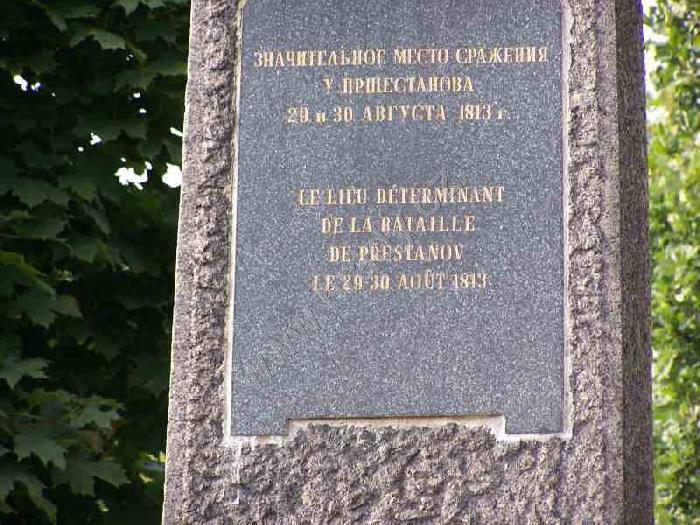 ЗНАЧИТЕЛЬНОЕ МЕСТО СРАЖЕНИЯ
У ПРШЕСТАНОВА
29. и 30. АВГУСТА 1813 г.
LE LIEU DÉTERMINANT
DE LA BATAILLE
DE PŘESTANOV
LE 29-30 AOÛT 1813